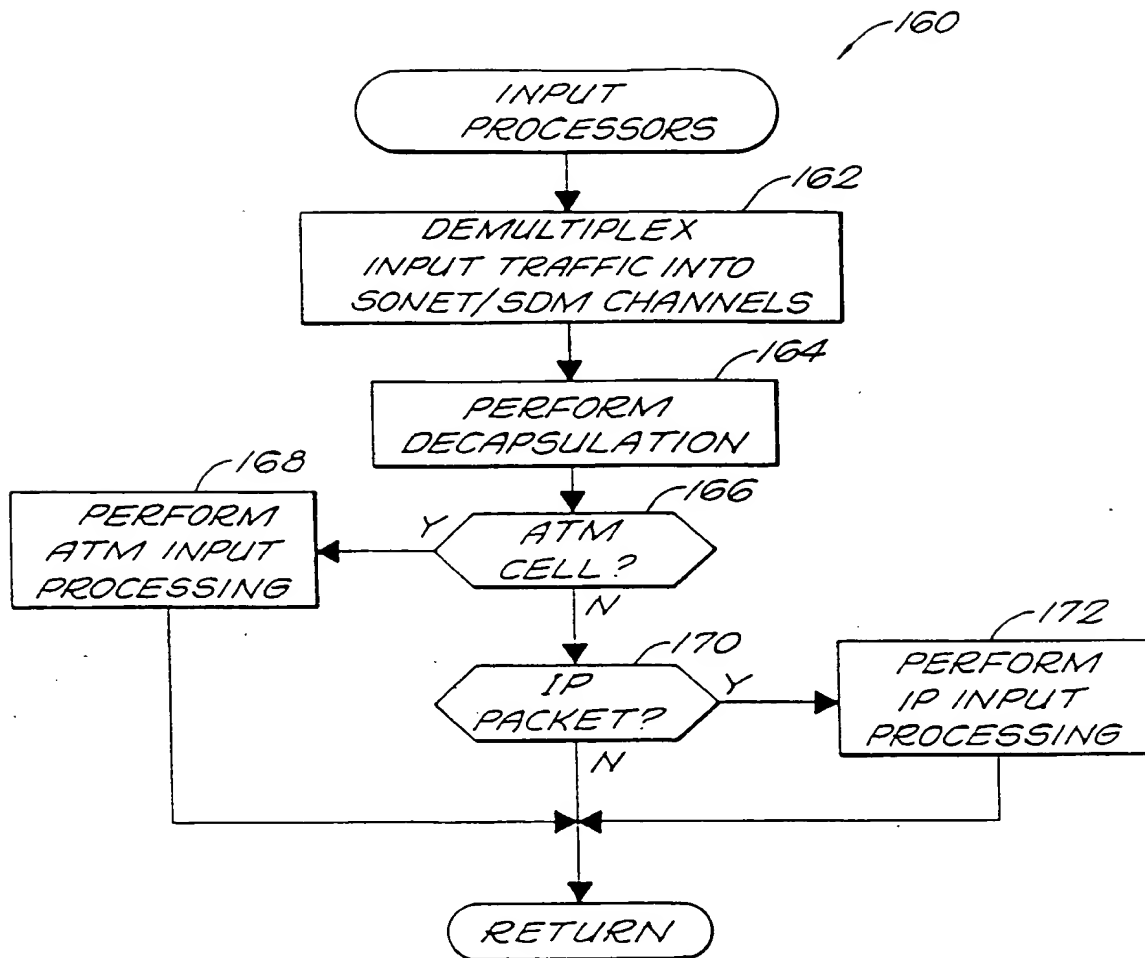 160
INPUT
PROCESSORS
162
DEMULTIPLEX
INPUT TRAFFIC INTO
SONET/SDM CHANNELS
164
PERFORM
DECAPSULATION
166
ATM
CELL?
Y
N
168
PERFORM
ATM INPUT
PROCESSING
170
IP
PACKET?
Y
N
172
PERFORM
IP INPUT
PROCESSING
RETURN